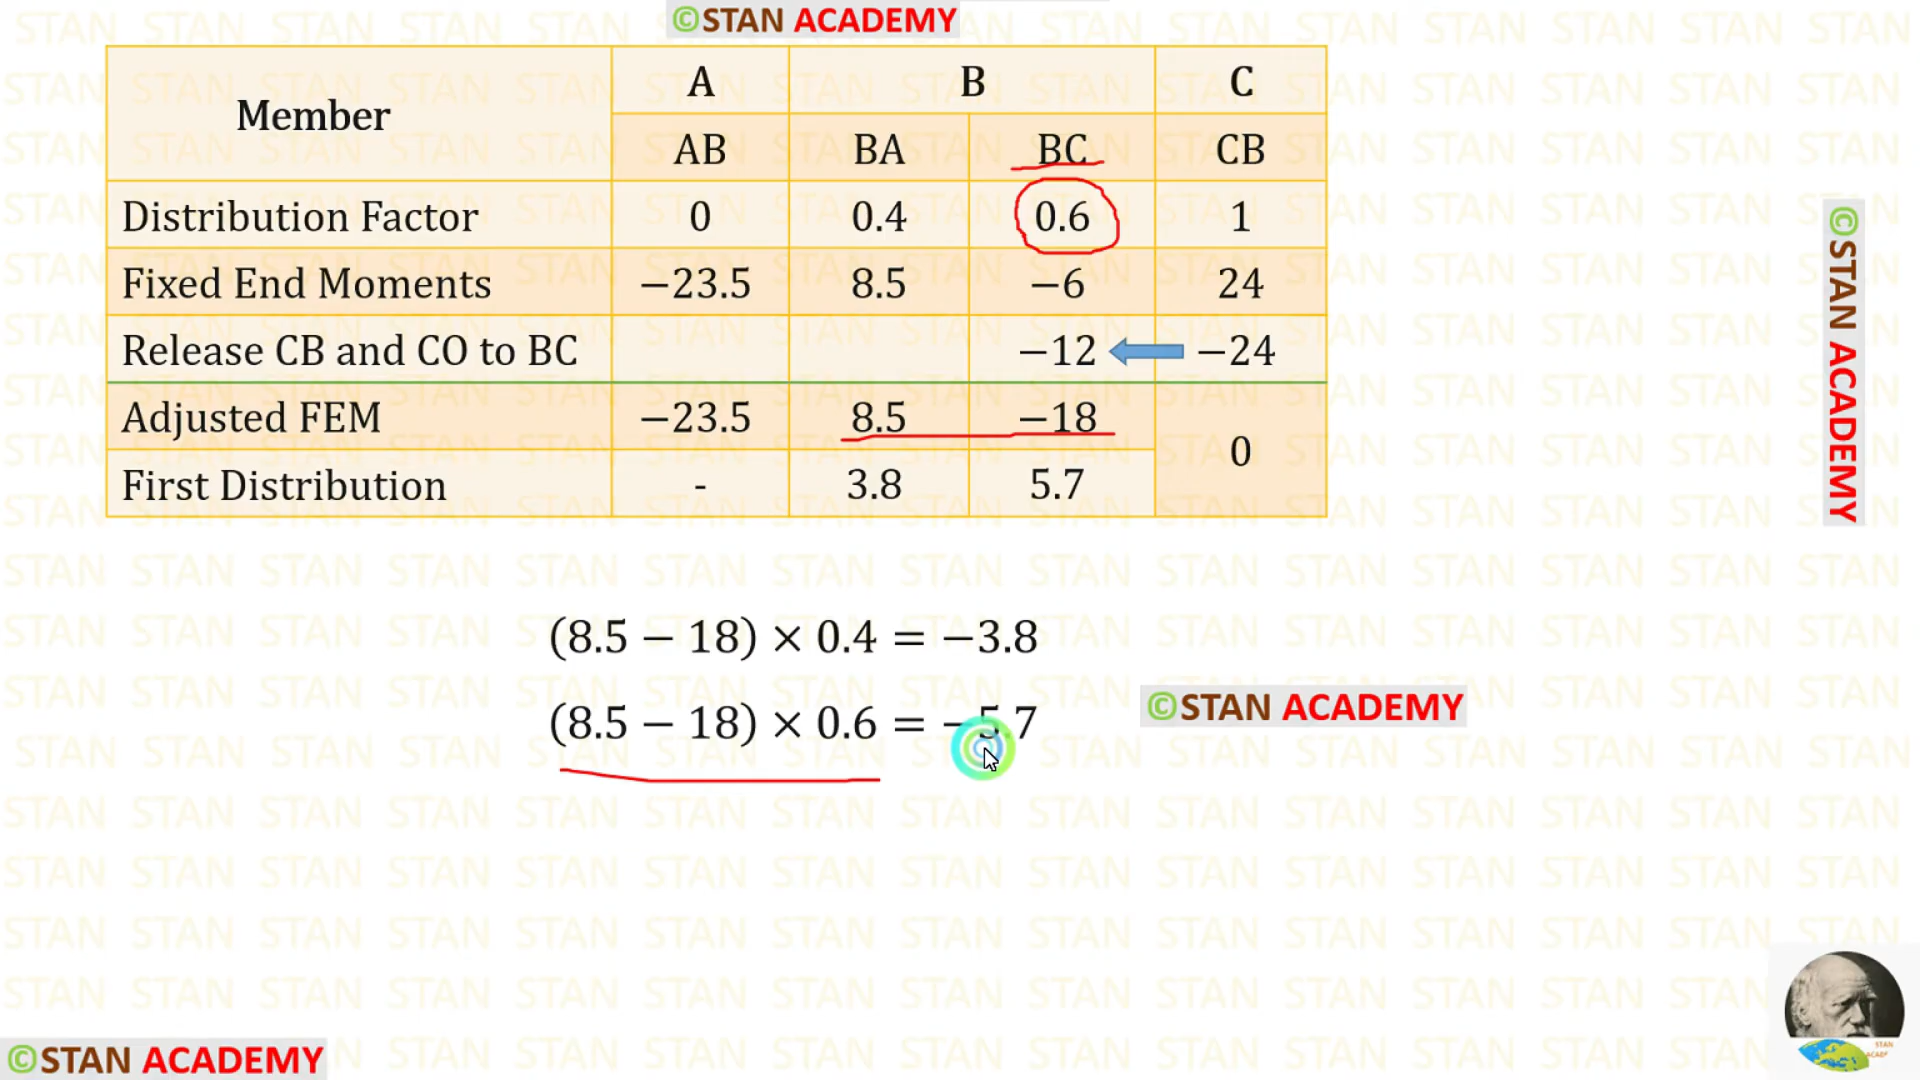 ©STAN ACADEMY
Member A B C
AB BA BC CB
Distribution Factor 0 0.4 0.6 1
Fixed End Moments −23.5 8.5 −6 24
Release CB and CO to BC −12 −24
Adjusted FEM −23.5 8.5 −18 0
First Distribution - 3.8 5.7
(8.5 − 18) × 0.4 = −3.8
(8.5 − 18) × 0.6 = −5.7
©STAN ACADEMY
©STAN ACADEMY
©STAN ACADEMY